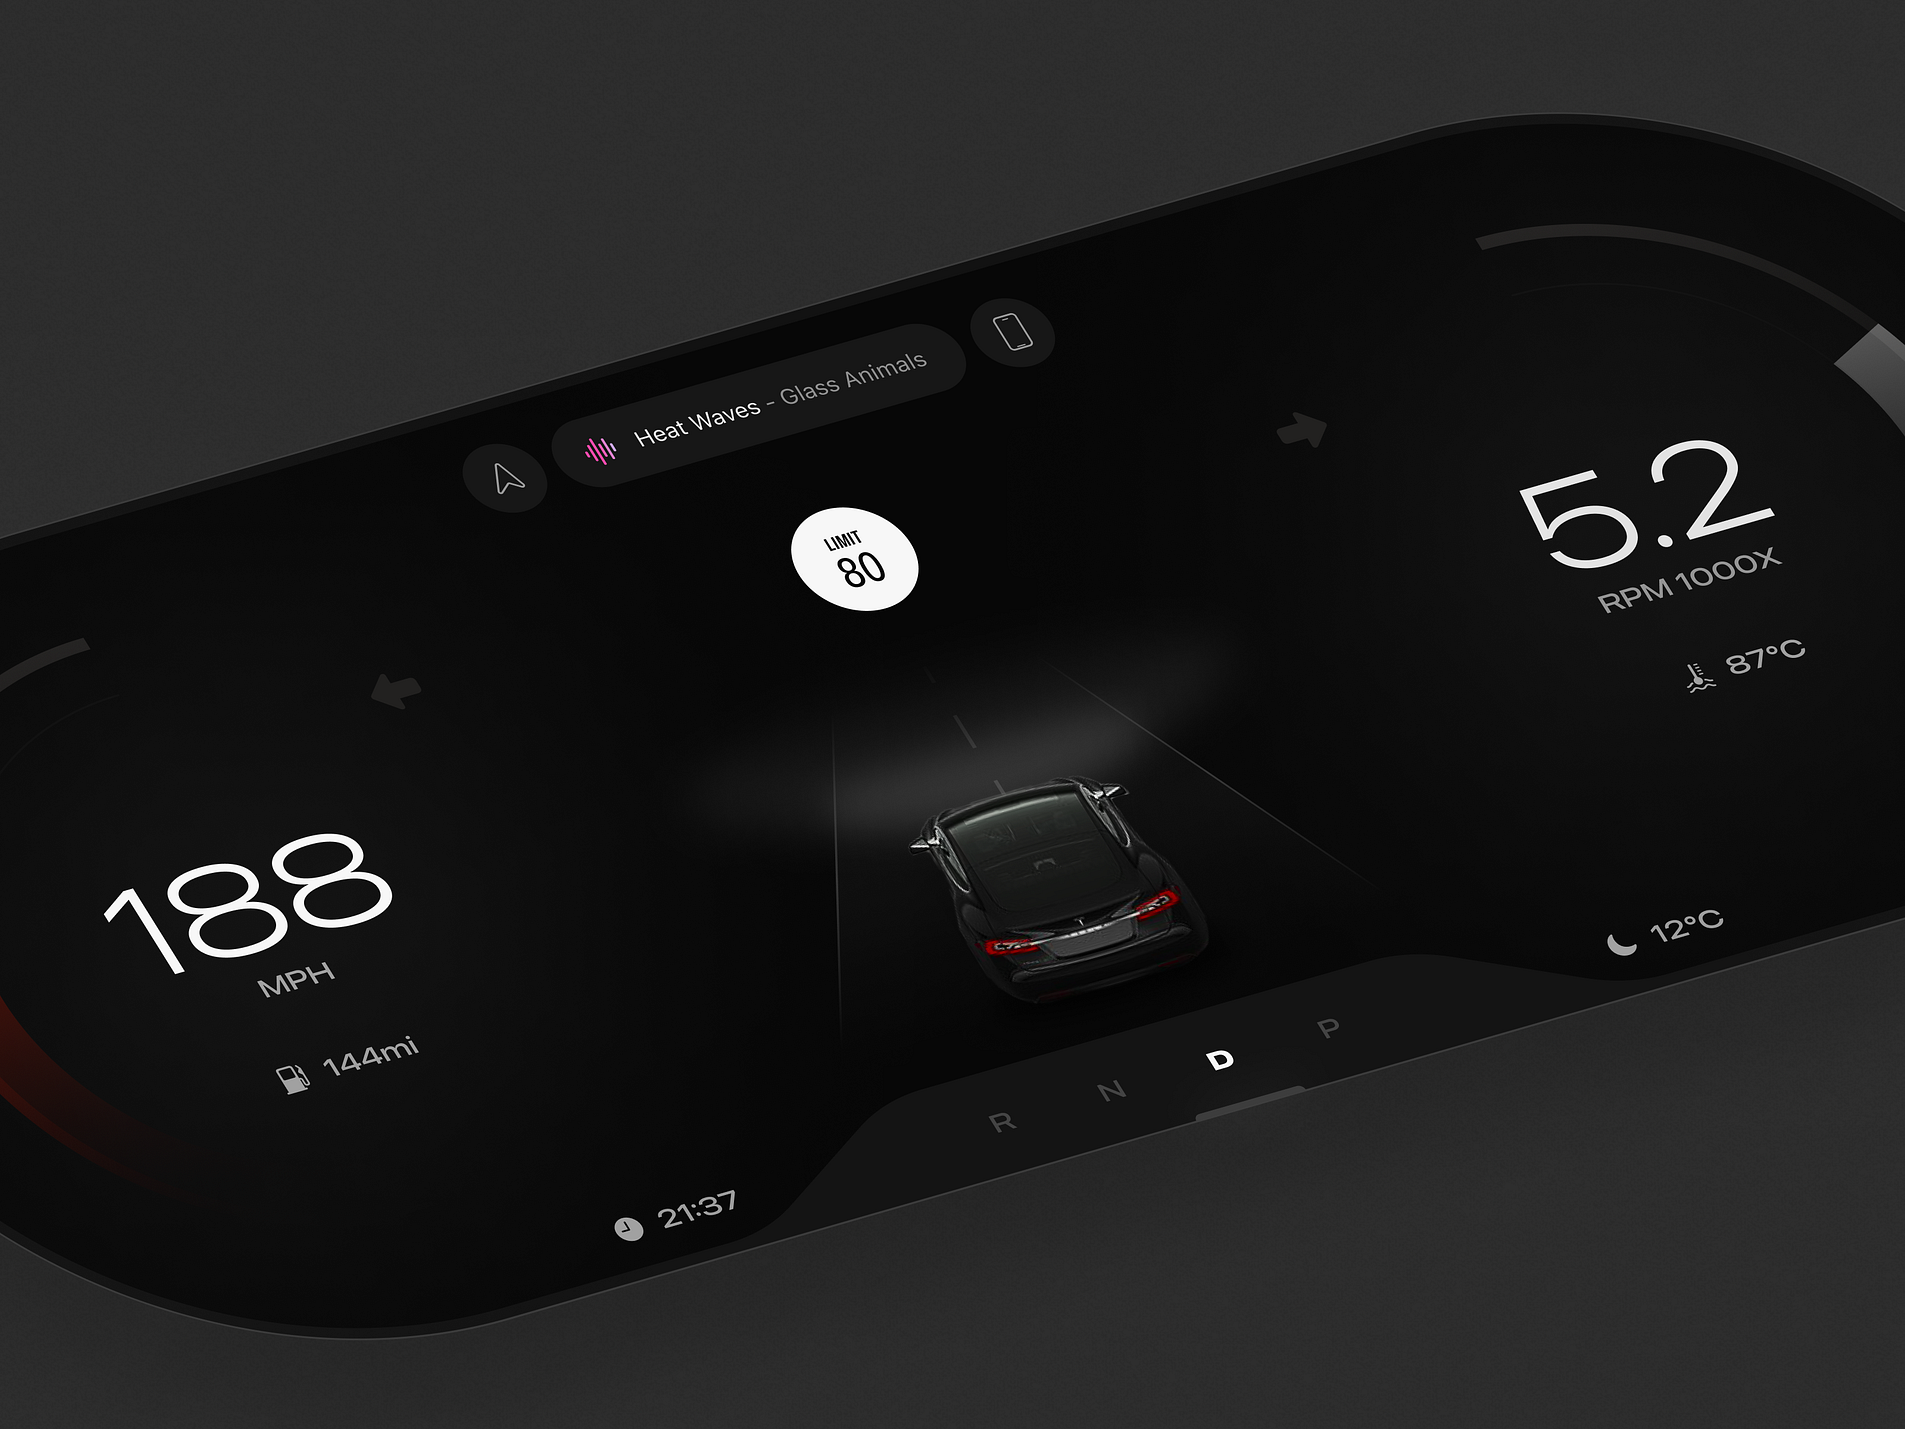 Heat Waves - Glass Animals
LIMIT
80
5.2
RPM 1000X
87°C
188
MPH
144mi
12°C
R N D P
21:37